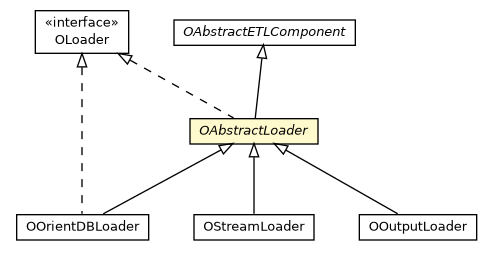 «interface»
OLoader
OAbstractETLComponent
OAbstractLoader
OOrientDBLoader
OStreamLoader
OOutputLoader